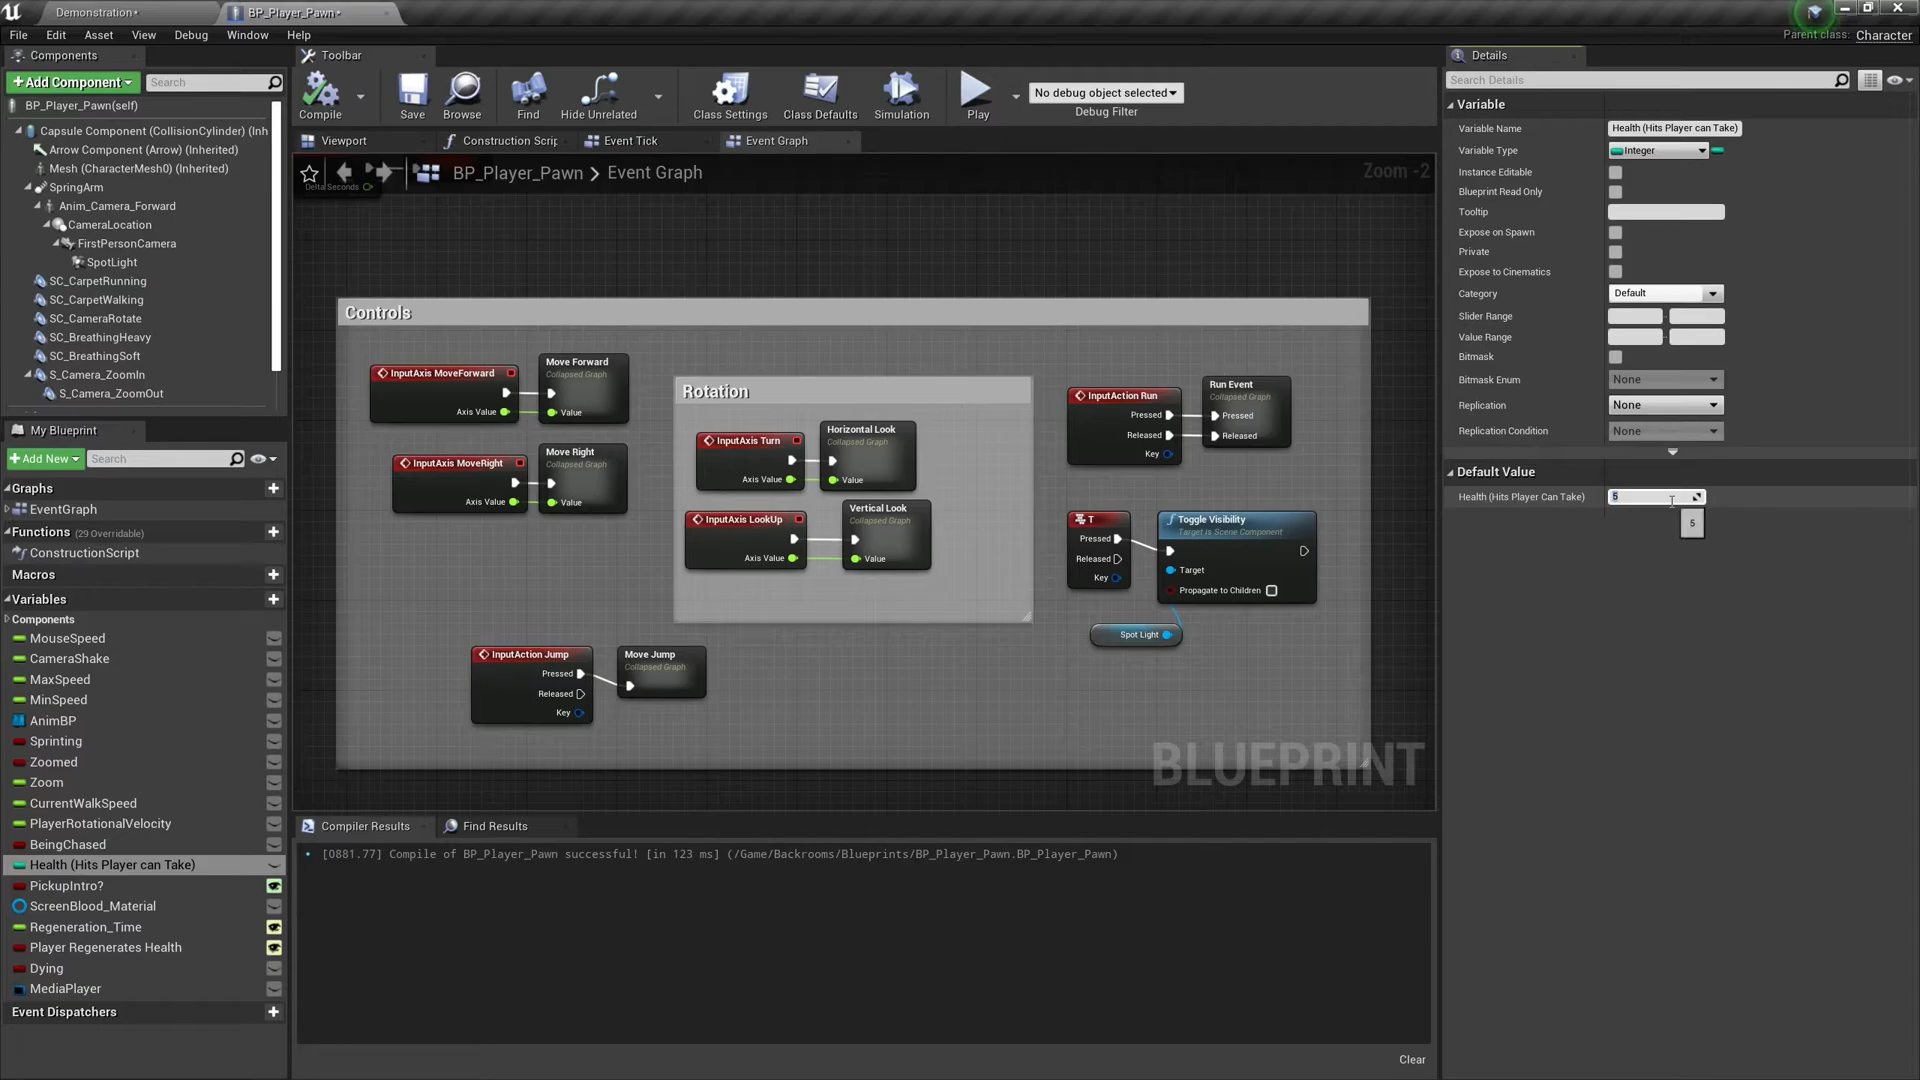 Demonstration*
BP_Player_Pawn*
Parent class: Character
File Edit Asset View Debug Window Help
Components
Add Component
Search
BP_Player_Pawn(self)
Capsule Component (CollisionCylinder) (Inh
Arrow Component (Arrow) (Inherited)
Mesh (CharacterMesh0) (Inherited)
SpringArm
Anim_Camera_Forward
CameraLocation
FirstPersonCamera
SpotLight
SC_CarpetRunning
SC_CarpetWalking
SC_CameraRotate
SC_BreathingHeavy
SC_BreathingSoft
S_Camera_ZoomIn
S_Camera_ZoomOut
My Blueprint
Add New
Search
Graphs
EventGraph
Functions (29 Overridable)
ConstructionScript
Macros
Variables
Components
MouseSpeed
CameraShake
MaxSpeed
MinSpeed
AnimBP
Sprinting
Zoomed
Zoom
CurrentWalkSpeed
PlayerRotationalVelocity
BeingChased
Health (Hits Player can Take)
PickupIntro?
ScreenBlood_Material
Regeneration_Time
Player Regenerates Health
Dying
MediaPlayer
Event Dispatchers
Toolbar
Compile
Save
Browse
Find
Hide Unrelated
Class Settings
Class Defaults
Simulation
Play
No debug object selected
Debug Filter
Viewport
Construction Scrip
Event Tick
Event Graph
Delta Seconds
BP_Player_Pawn > Event Graph
Zoom -2
Controls
InputAxis MoveForward
Axis Value
Move Forward
Collapsed Graph
Value
InputAxis MoveRight
Axis Value
Move Right
Collapsed Graph
Value
Rotation
InputAxis Turn
Axis Value
Horizontal Look
Collapsed Graph
Value
InputAxis LookUp
Axis Value
Vertical Look
Collapsed Graph
Value
InputAction Run
Pressed
Released
Key
Run Event
Collapsed Graph
Pressed
Released
T
Pressed
Released
Key
Toggle Visibility
Target is Scene Component
Target
Propagate to Children
Spot Light
InputAction Jump
Pressed
Released
Key
Move Jump
Collapsed Graph
BLUEPRINT
Compiler Results
Find Results
[0881.77] Compile of BP_Player_Pawn successful! [in 123 ms] (/Game/Backrooms/Blueprints/BP_Player_Pawn.BP_Player_Pawn)
Clear
Details
Search Details
Variable
Variable Name Health (Hits Player can Take)
Variable Type Integer
Instance Editable
Blueprint Read Only
Tooltip
Expose on Spawn
Private
Expose to Cinematics
Category Default
Slider Range
Value Range
Bitmask
Bitmask Enum None
Replication None
Replication Condition None
Default Value
Health (Hits Player Can Take) 5
5